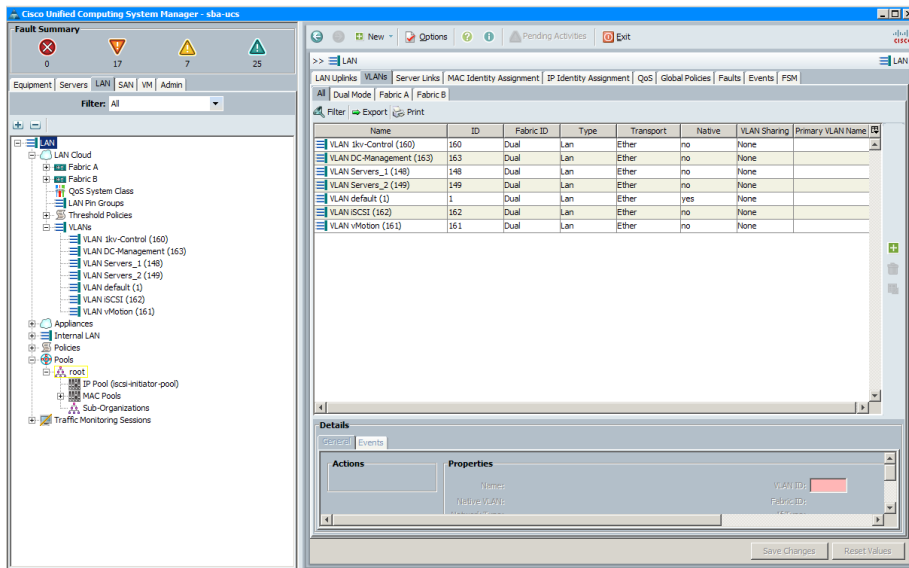 Cisco Unified Computing System Manager - sba-ucs
Fault Summary
0 17 7 25
Equipment Servers LAN SAN VM Admin
Filter: All
LAN
LAN Cloud
Fabric A
Fabric B
QoS System Class
LAN Pin Groups
Threshold Policies
VLANs
VLAN 1kv-Control (160)
VLAN DC-Management (163)
VLAN Servers_1 (148)
VLAN Servers_2 (149)
VLAN default (1)
VLAN iSCSI (162)
VLAN vMotion (161)
Appliances
Internal LAN
Policies
Pools
root
IP Pool (iscsi-initiator-pool)
MAC Pools
Sub-Organizations
Traffic Monitoring Sessions
New Options Pending Activities Exit
cisco
>> LAN LAN
LAN Uplinks VLANs Server Links MAC Identity Assignment IP Identity Assignment QoS Global Policies Faults Events FSM
All Dual Mode Fabric A Fabric B
Filter Export Print
Name ID Fabric ID Type Transport Native VLAN Sharing Primary VLAN Name
VLAN 1kv-Control (160) 160 Dual Lan Ether no None
VLAN DC-Management (163) 163 Dual Lan Ether no None
VLAN Servers_1 (148) 148 Dual Lan Ether no None
VLAN Servers_2 (149) 149 Dual Lan Ether no None
VLAN default (1) 1 Dual Lan Ether yes None
VLAN iSCSI (162) 162 Dual Lan Ether no None
VLAN vMotion (161) 161 Dual Lan Ether no None
Details
General Events
Actions Properties
Name: VLAN ID:
Native VLAN: Fabric ID:
Save Changes Reset Values